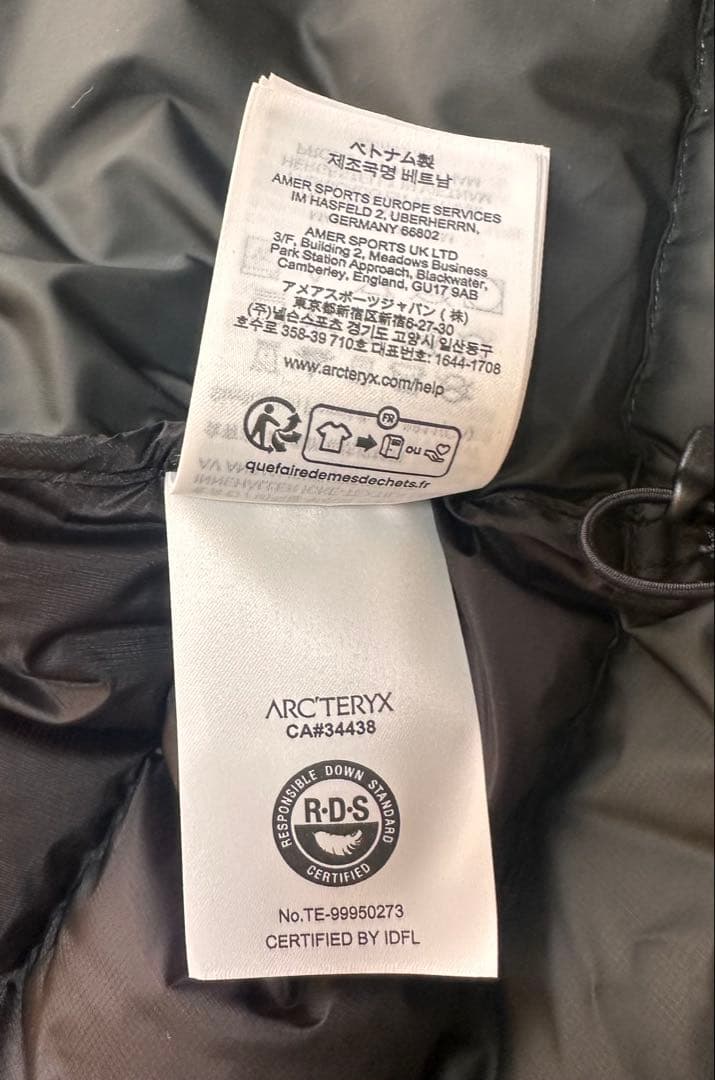 ベトナム製
제조국명 베트남
AMER SPORTS EUROPE SERVICES
IM HASFELD 2, UBERHERRN,
GERMANY 66802
AMER SPORTS UK LTD
3/F, Building 2, Meadows Business
Park Station Approach, Blackwater,
Camberley, England, GU17 9AB
アメアスポーツジャパン (株)
東京都新宿区新宿6-27-30
(주)넬슨스포츠 경기도 고양시 일산동구
호수로 358-39 710호 대표번호: 1644-1708
www.arcteryx.com/help
FR
ou
quefairedemesdechets.fr
ARC'TERYX
CA#34438
RESPONSIBLE DOWN STANDARD
R·D·S
CERTIFIED
No.TE-99950273
CERTIFIED BY IDFL